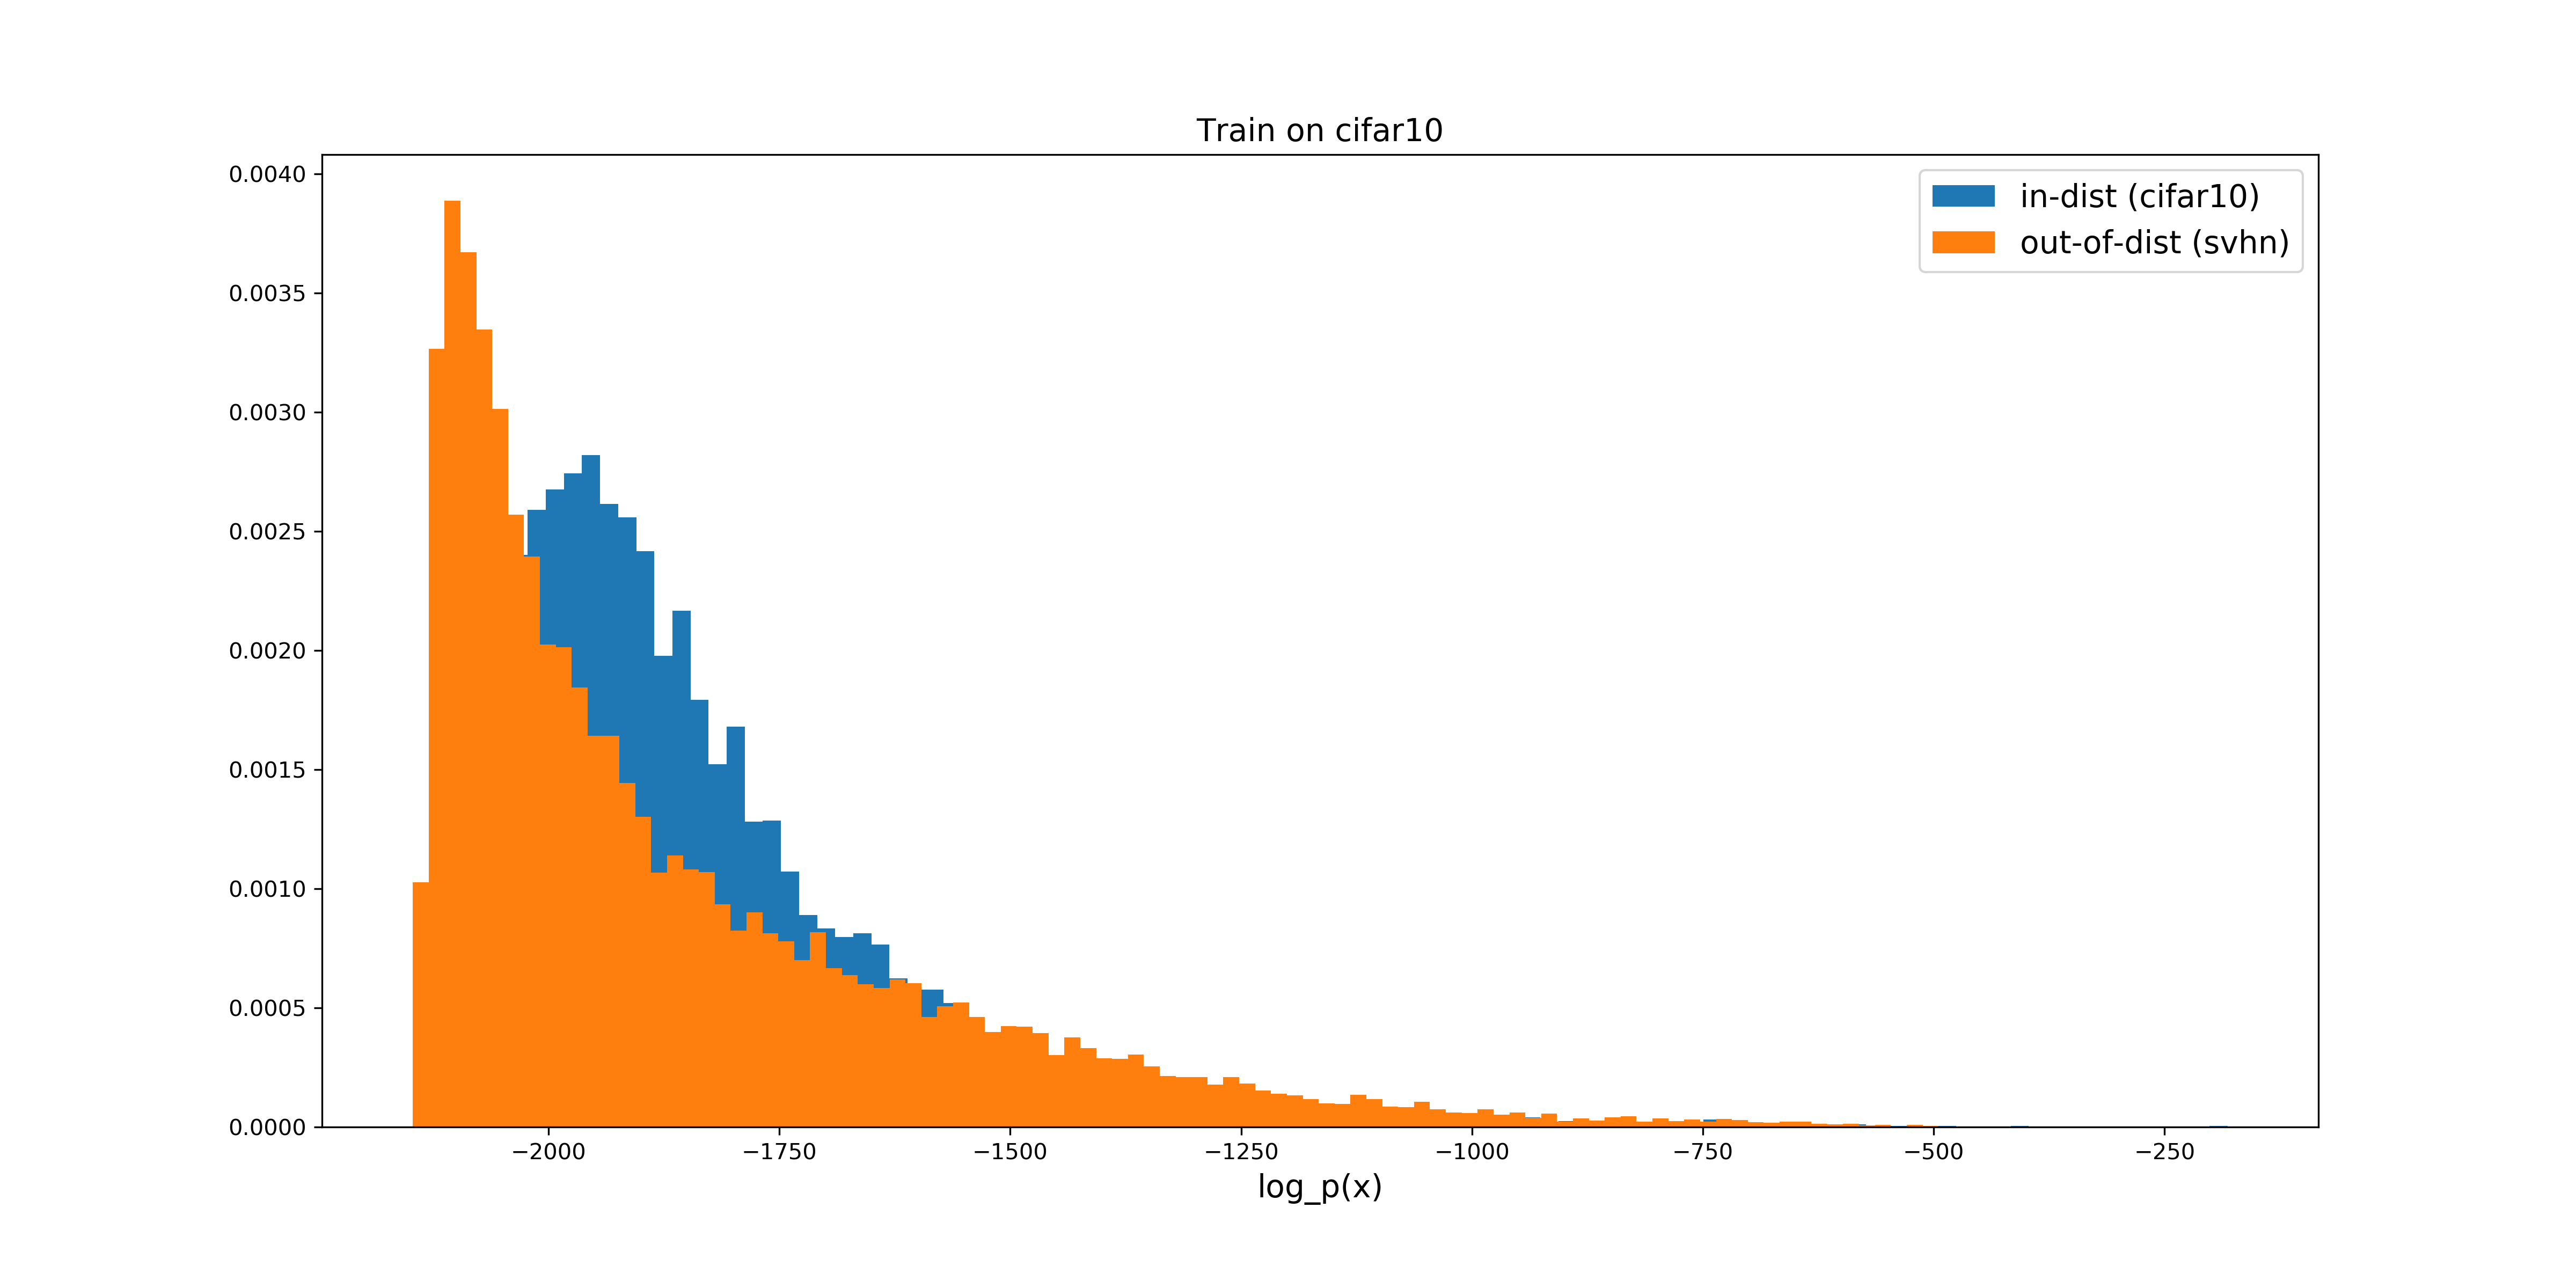 Train on cifar10
in-dist (cifar10)
out-of-dist (svhn)
0.0040
0.0035
0.0030
0.0025
0.0020
0.0015
0.0010
0.0005
0.0000
−2000 −1750 −1500 −1250 −1000 −750 −500 −250
log_p(x)